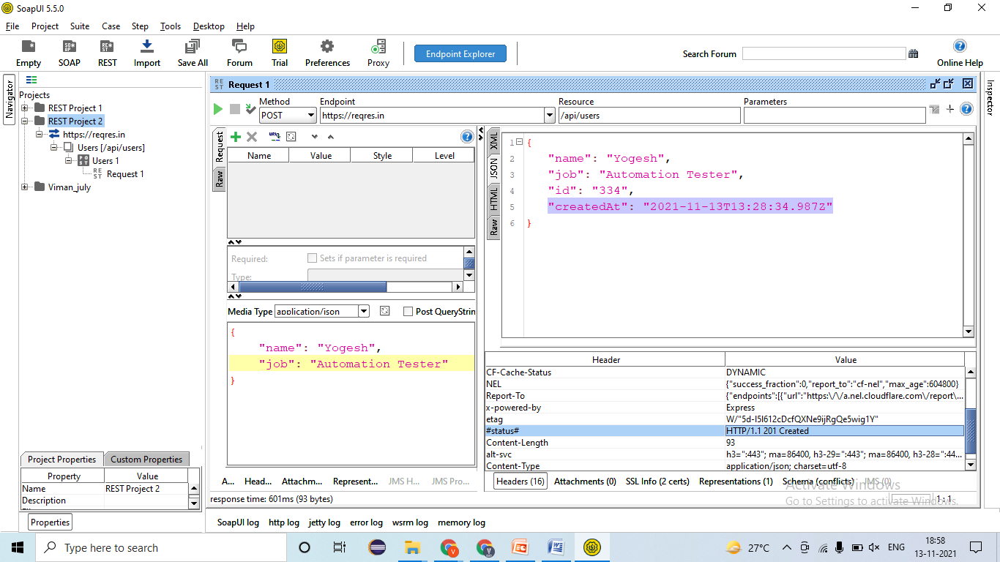 SoapUI 5.5.0
File Project Suite Case Step Tools Desktop Help
Empty SOAP REST Import Save All Forum Trial Preferences Proxy Endpoint Explorer Search Forum Online Help
Navigator
Inspector
Projects
REST Project 1
REST Project 2
https://reqres.in
Users [/api/users]
Users 1
REST Request 1
Viman_july
REST Request 1
Method Endpoint Resource Parameters
POST https://reqres.in /api/users
Request
Raw
Name Value Style Level
Required: Sets if parameter is required
Type:
Media Type application/json Post QueryStrin
{
"name": "Yogesh",
"job": "Automation Tester"
}
A... Head... Attachm... Represent... JMS H... JMS Pro...
XML
JSON
HTML
Raw
1 {
2 "name": "Yogesh",
3 "job": "Automation Tester",
4 "id": "334",
5 "createdAt": "2021-11-13T13:28:34.987Z"
6 }
Header Value
CF-Cache-Status DYNAMIC
NEL {"success_fraction":0,"report_to":"cf-nel","max_age":604800}
Report-To {"endpoints":[{"url":"https:\/\/a.nel.cloudflare.com\/report\...
x-powered-by Express
etag W/"5d-I5I612cDcfQXNe9ijRgQe5wig1Y"
#status# HTTP/1.1 201 Created
Content-Length 93
alt-svc h3=":443"; ma=86400, h3-29=":443"; ma=86400, h3-28=":44...
Content-Type application/json; charset=utf-8
Headers (16) Attachments (0) SSL Info (2 certs) Representations (1) Schema (conflicts) JMS (0)
Activate Windows
Go to Settings to activate Windows.
response time: 601ms (93 bytes) 1 : 1
Project Properties Custom Properties
Property Value
Name REST Project 2
Description
Properties
SoapUI log http log jetty log error log wsrm log memory log
Type here to search
27°C ENG 18:58
13-11-2021